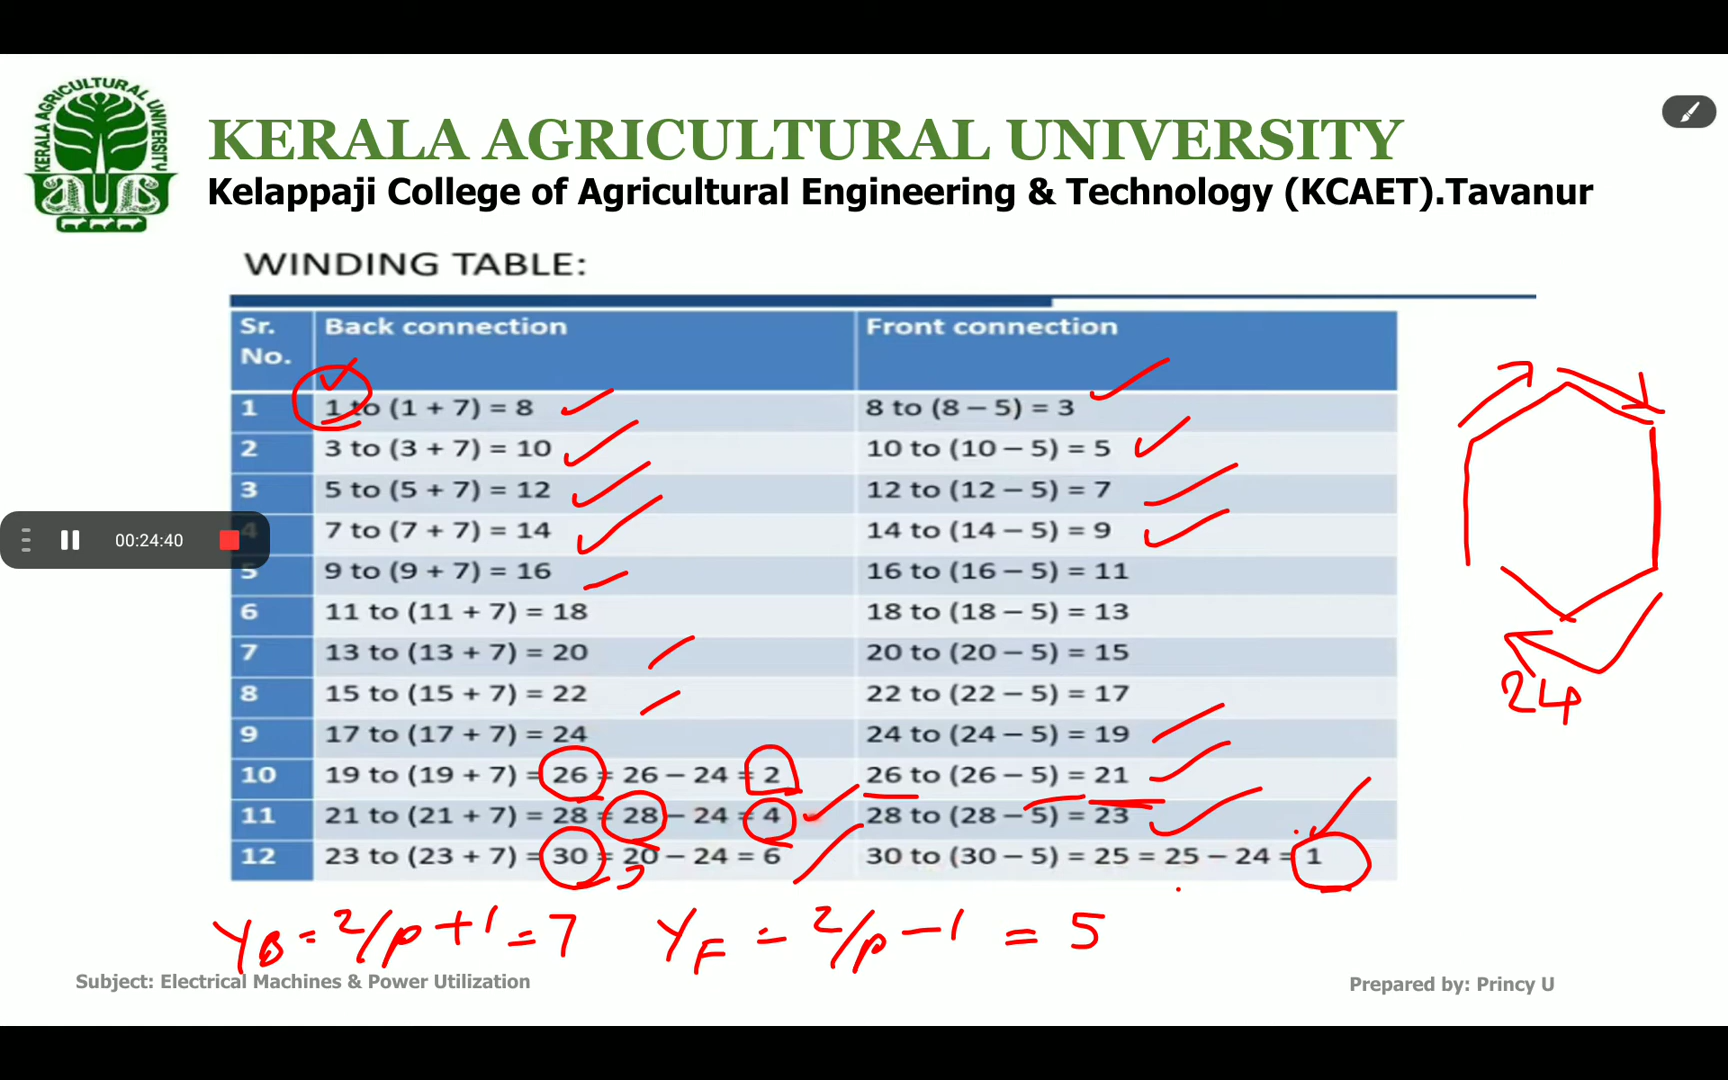 KERALA AGRICULTURAL UNIVERSITY
KERALA AGRICULTURAL UNIVERSITY
Kelappaji College of Agricultural Engineering & Technology (KCAET).Tavanur
WINDING TABLE:
Sr. No. Back connection Front connection
1 1 to (1 + 7) = 8 8 to (8 – 5) = 3
2 3 to (3 + 7) = 10 10 to (10 – 5) = 5
3 5 to (5 + 7) = 12 12 to (12 – 5) = 7
4 7 to (7 + 7) = 14 14 to (14 – 5) = 9
00:24:40
5 9 to (9 + 7) = 16 16 to (16 – 5) = 11
6 11 to (11 + 7) = 18 18 to (18 – 5) = 13
7 13 to (13 + 7) = 20 20 to (20 – 5) = 15
8 15 to (15 + 7) = 22 22 to (22 – 5) = 17
24
9 17 to (17 + 7) = 24 24 to (24 – 5) = 19
10 19 to (19 + 7) = 26 = 26 – 24 = 2 26 to (26 – 5) = 21
11 21 to (21 + 7) = 28 = 28 – 24 = 4 28 to (28 – 5) = 23
12 23 to (23 + 7) = 30 = 20 – 24 = 6 30 to (30 – 5) = 25 = 25 – 24 = 1
YB = 2/p + 1 = 7 YF = 2/p – 1 = 5
Subject: Electrical Machines & Power Utilization
Prepared by: Princy U